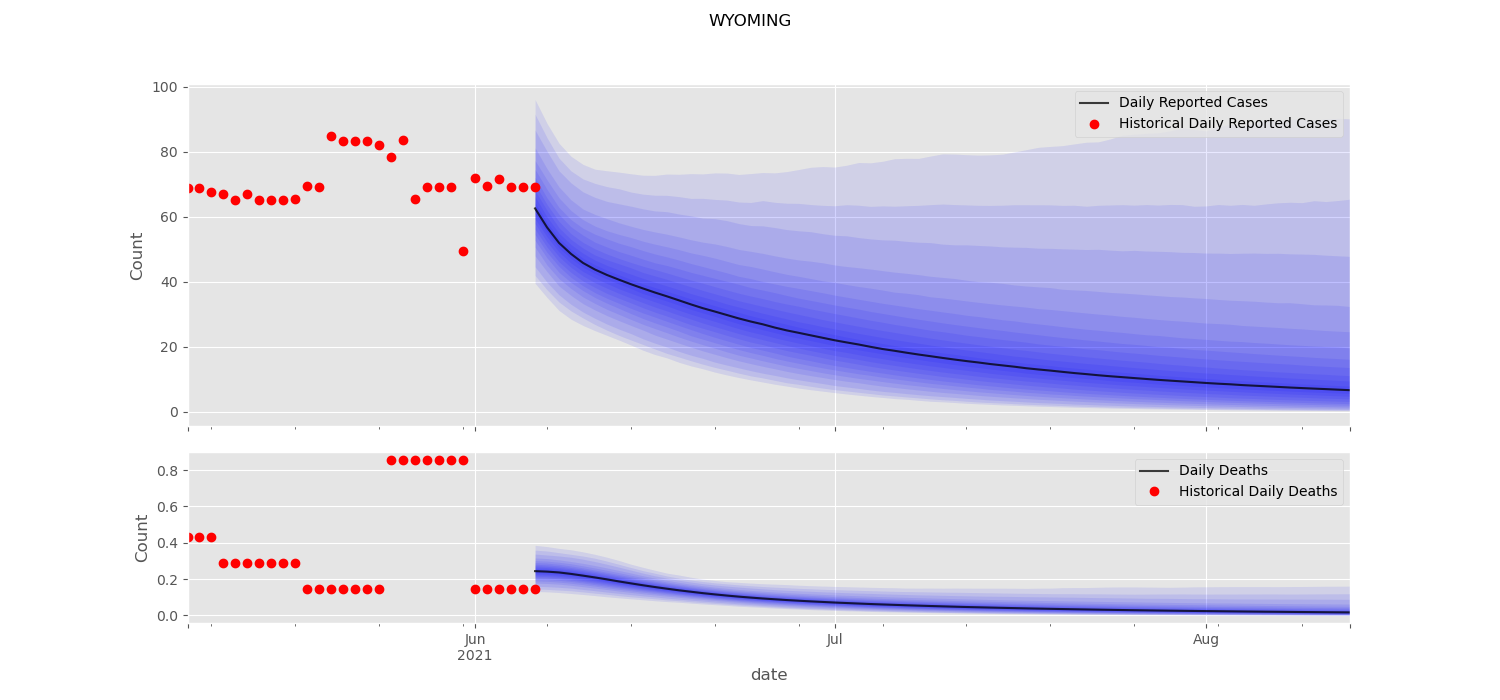 WYOMING
100
80
60
40
20
0
Count
Daily Reported Cases
Historical Daily Reported Cases
0.8
0.6
0.4
0.2
0.0
Count
Daily Deaths
Historical Daily Deaths
Jun
2021
Jul
Aug
date